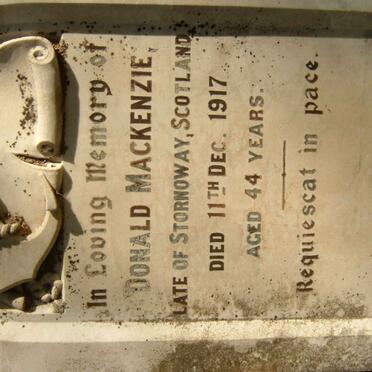 In Loving Memory of
DONALD MACKENZIE,
LATE OF STORNOWAY, SCOTLAND
DIED 11TH DEC. 1917
AGED 44 YEARS.
Requiescat in pace.